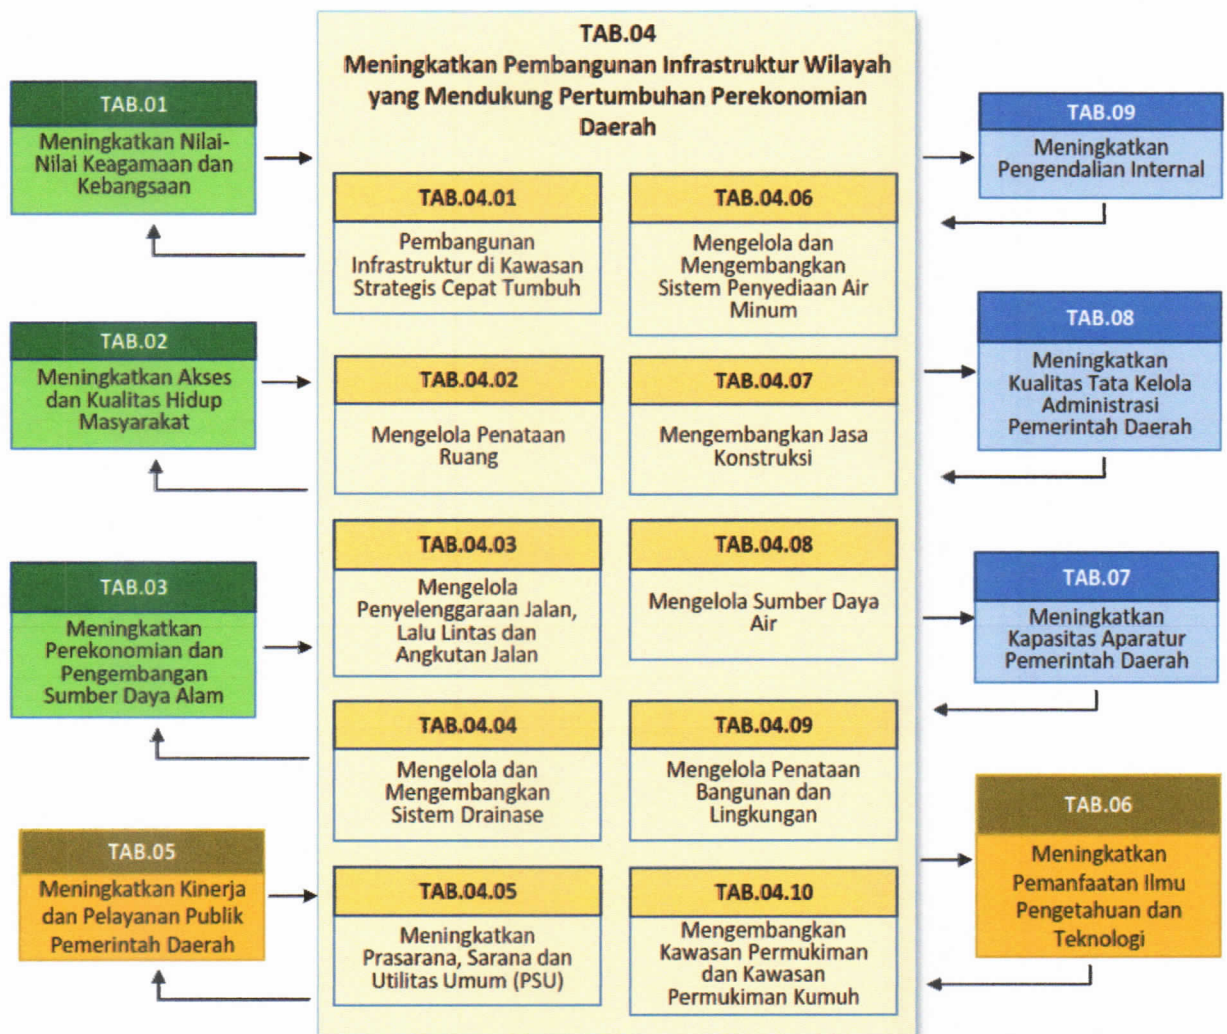 TAB.04
Meningkatkan Pembangunan Infrastruktur Wilayah
yang Mendukung Pertumbuhan Perekonomian
Daerah
TAB.01
Meningkatkan Nilai-
Nilai Keagamaan dan
Kebangsaan
TAB.02
Meningkatkan Akses
dan Kualitas Hidup
Masyarakat
TAB.03
Meningkatkan
Perekonomian dan
Pengembangan
Sumber Daya Alam
TAB.05
Meningkatkan Kinerja
dan Pelayanan Publik
Pemerintah Daerah
TAB.04.01
Pembangunan
Infrastruktur di Kawasan
Strategis Cepat Tumbuh
TAB.04.02
Mengelola Penataan
Ruang
TAB.04.03
Mengelola
Penyelenggaraan Jalan,
Lalu Lintas dan
Angkutan Jalan
TAB.04.04
Mengelola dan
Mengembangkan
Sistem Drainase
TAB.04.05
Meningkatkan
Prasarana, Sarana dan
Utilitas Umum (PSU)
TAB.04.06
Mengelola dan
Mengembangkan
Sistem Penyediaan Air
Minum
TAB.04.07
Mengembangkan Jasa
Konstruksi
TAB.04.08
Mengelola Sumber Daya
Air
TAB.04.09
Mengelola Penataan
Bangunan dan
Lingkungan
TAB.04.10
Mengembangkan
Kawasan Permukiman
dan Kawasan
Permukiman Kumuh
TAB.09
Meningkatkan
Pengendalian Internal
TAB.08
Meningkatkan
Kualitas Tata Kelola
Administrasi
Pemerintah Daerah
TAB.07
Meningkatkan
Kapasitas Aparatur
Pemerintah Daerah
TAB.06
Meningkatkan
Pemanfaatan Ilmu
Pengetahuan dan
Teknologi